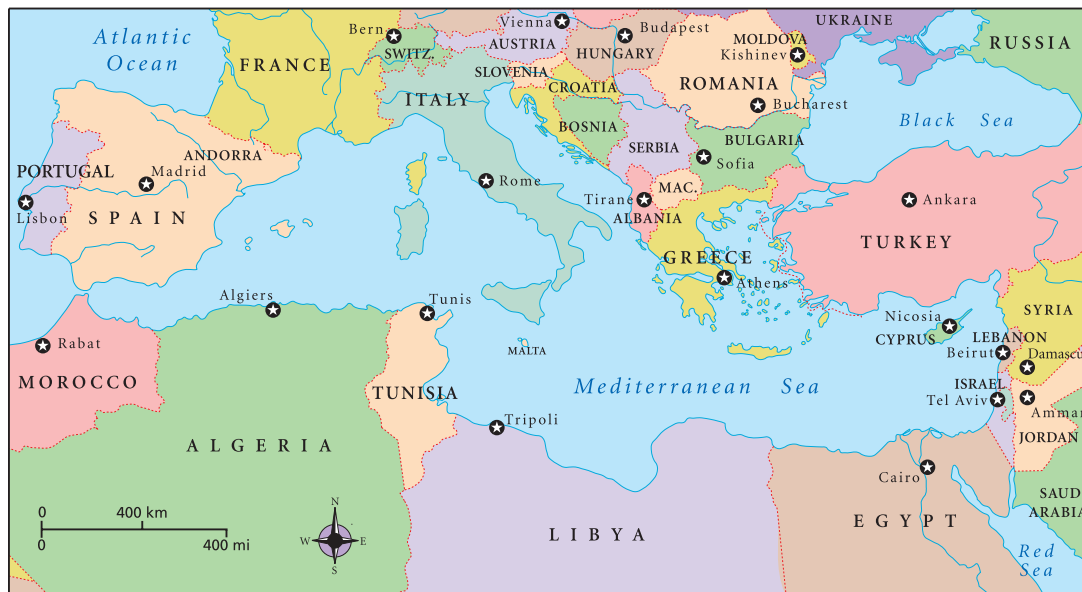 Atlantic
Ocean
FRANCE
Bern
SWITZ.
Vienna
AUSTRIA
Budapest
HUNGARY
UKRAINE
MOLDOVA
Kishinev
RUSSIA
SLOVENIA
CROATIA
ROMANIA
Bucharest
ITALY
BOSNIA
SERBIA
BULGARIA
Sofia
Black Sea
PORTUGAL
Lisbon
ANDORRA
Madrid
SPAIN
Rome
MAC.
Tirane
ALBANIA
GREECE
Athens
Ankara
TURKEY
Algiers
Tunis
Nicosia
CYPRUS
SYRIA
LEBANON
Beirut
Damascu
Rabat
MOROCCO
MALTA
TUNISIA
Mediterranean Sea
ISRAEL
Tel Aviv
Amman
JORDAN
Tripoli
ALGERIA
Cairo
LIBYA
EGYPT
SAUD
ARABIA
Red
Sea
0 400 km
0 400 mi
N
W E
S